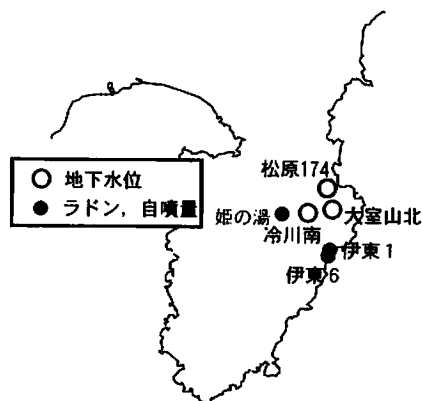 松原174
地下水位
ラドン，自噴量
姫の湯
大室山北
冷川南
伊東1
伊東6